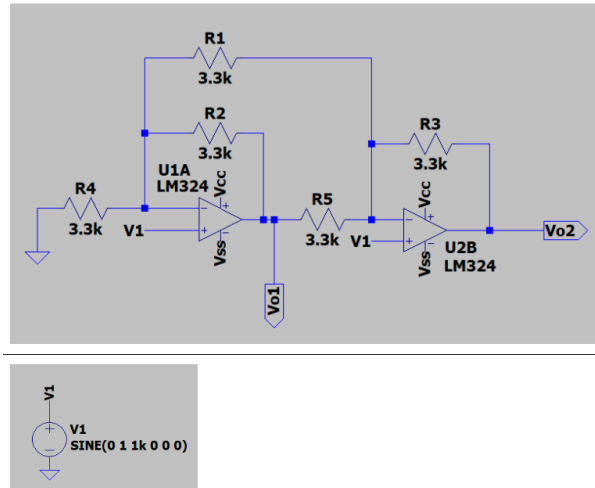 R1
3.3k
R2
3.3k
R3
3.3k
U1A
LM324
Vcc
R4
3.3k
V1
Vss
R5
3.3k
V1
Vcc
Vss
U2B
LM324
Vo1
Vo2
V1
V1
SINE(0 1 1k 0 0 0)